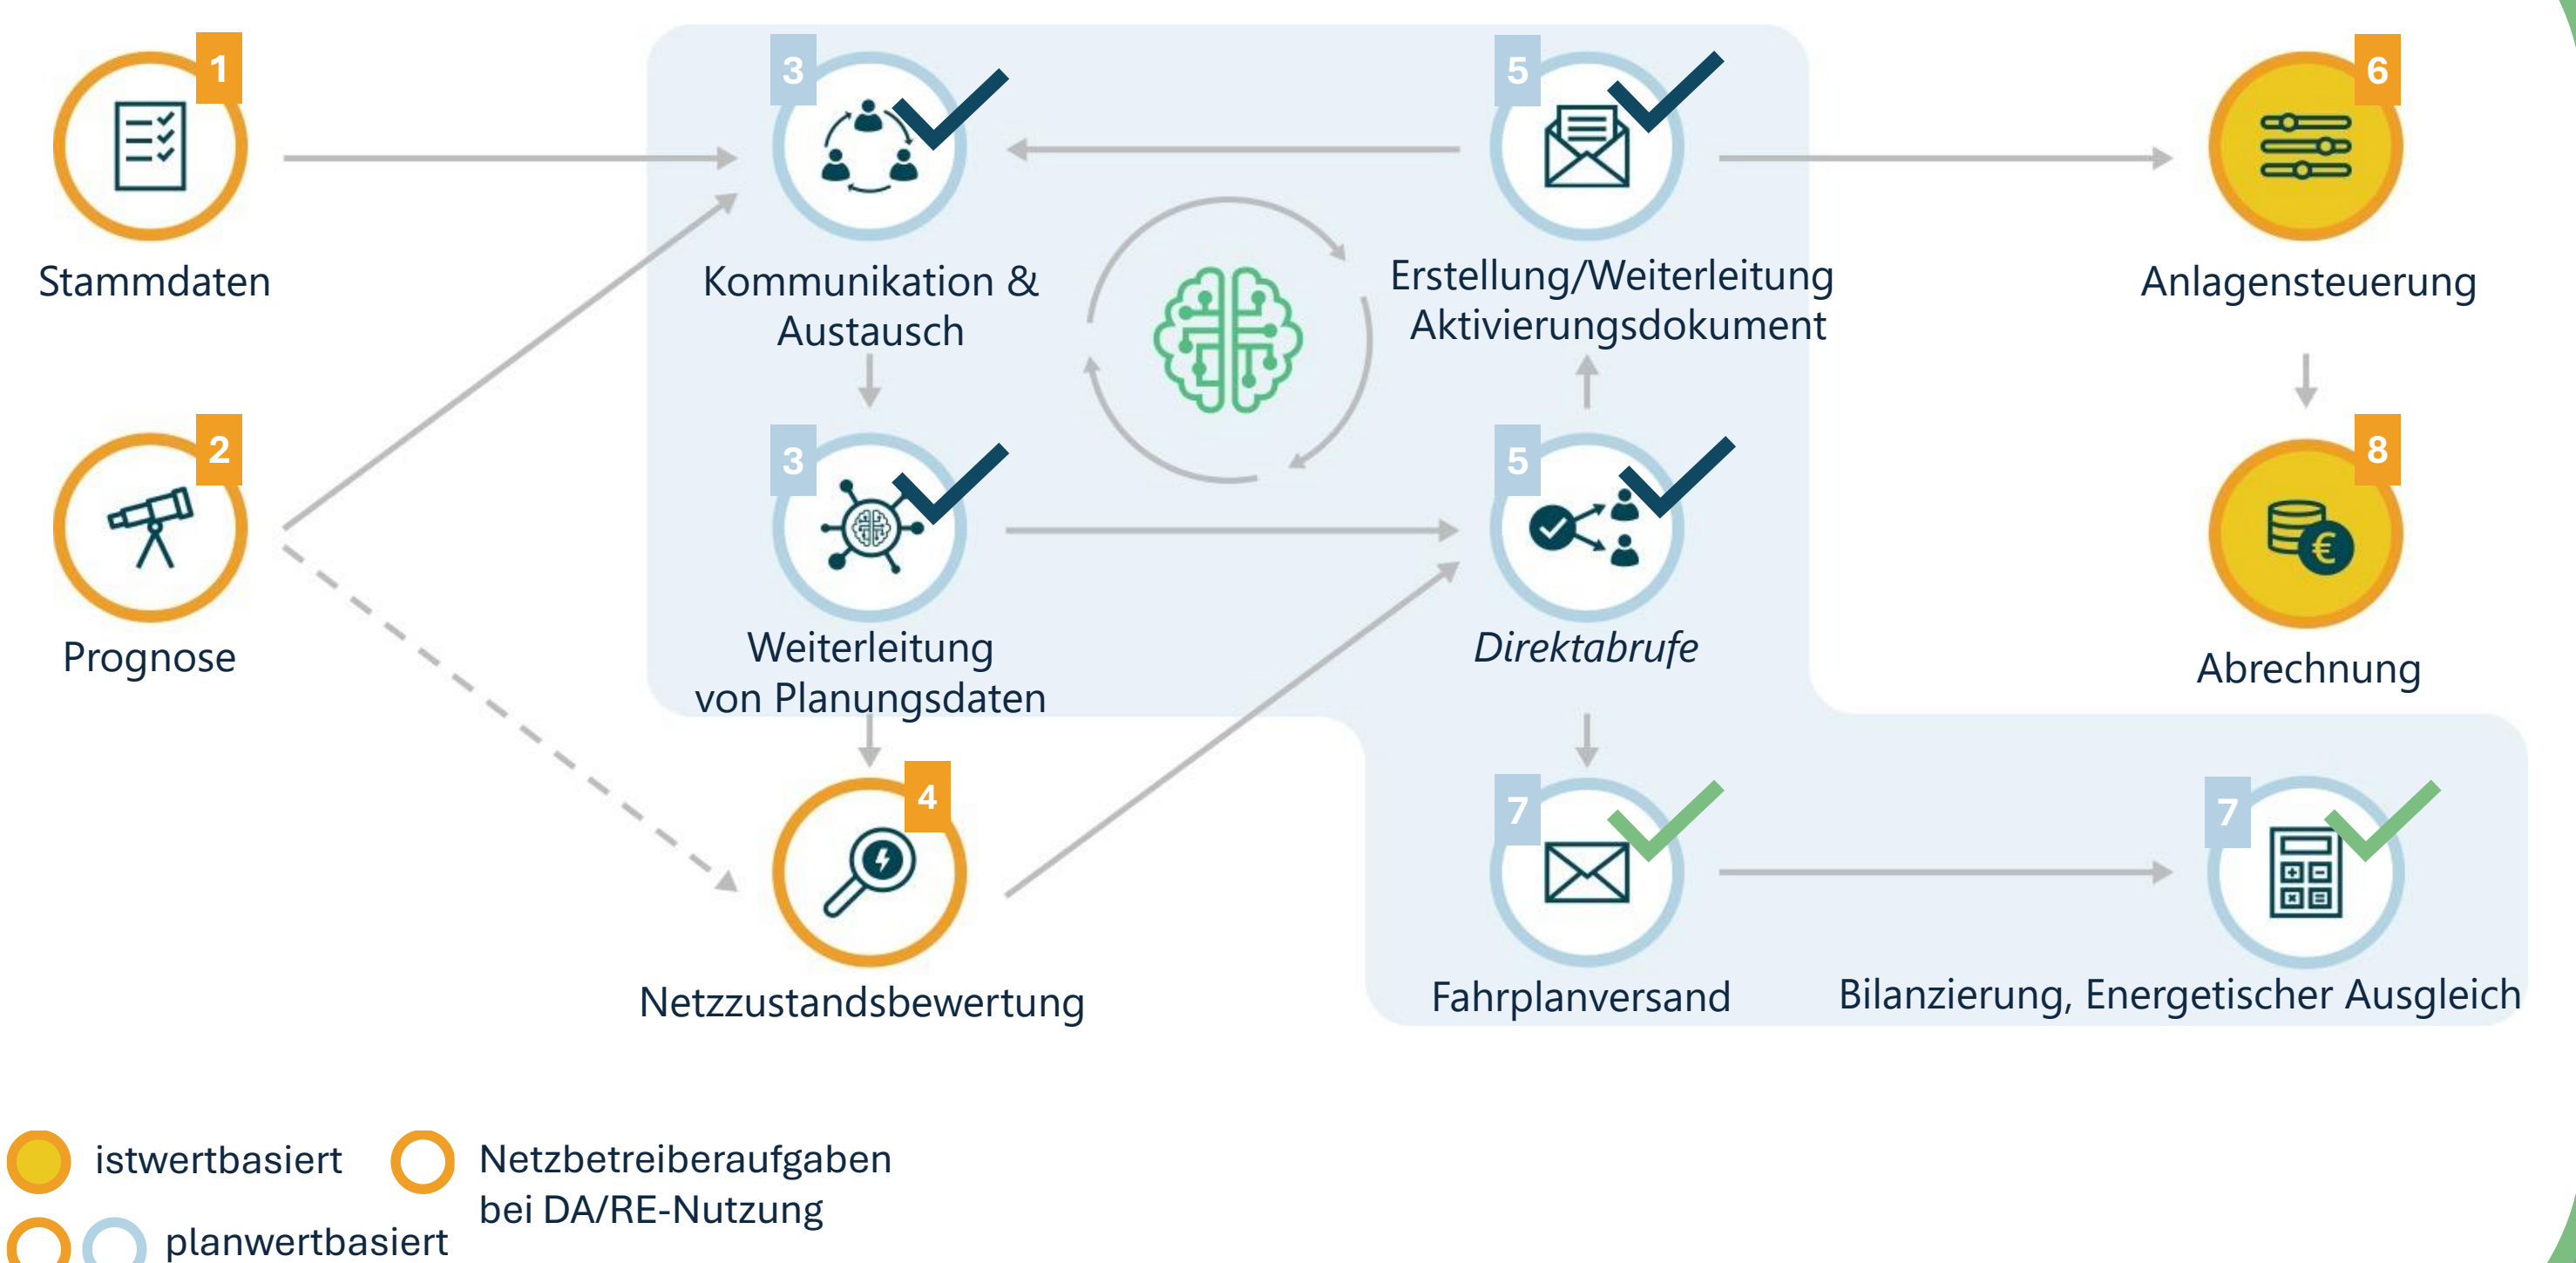 1
Stammdaten
2
Prognose
3
Kommunikation &
Austausch
3
Weiterleitung
von Planungsdaten
4
Netzzustandsbewertung
5
Erstellung/Weiterleitung
Aktivierungsdokument
5
Direktabrufe
7
Fahrplanversand
6
Anlagensteuerung
8
€
Abrechnung
7
Bilanzierung, Energetischer Ausgleich
istwertbasiert
Netzbetreiberaufgaben
bei DA/RE-Nutzung
planwertbasiert